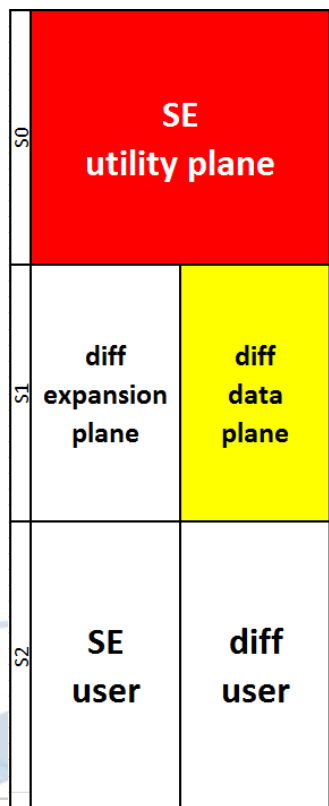 S0
SE
utility plane
S1
diff
expansion
plane
diff
data
plane
S2
SE
user
diff
user